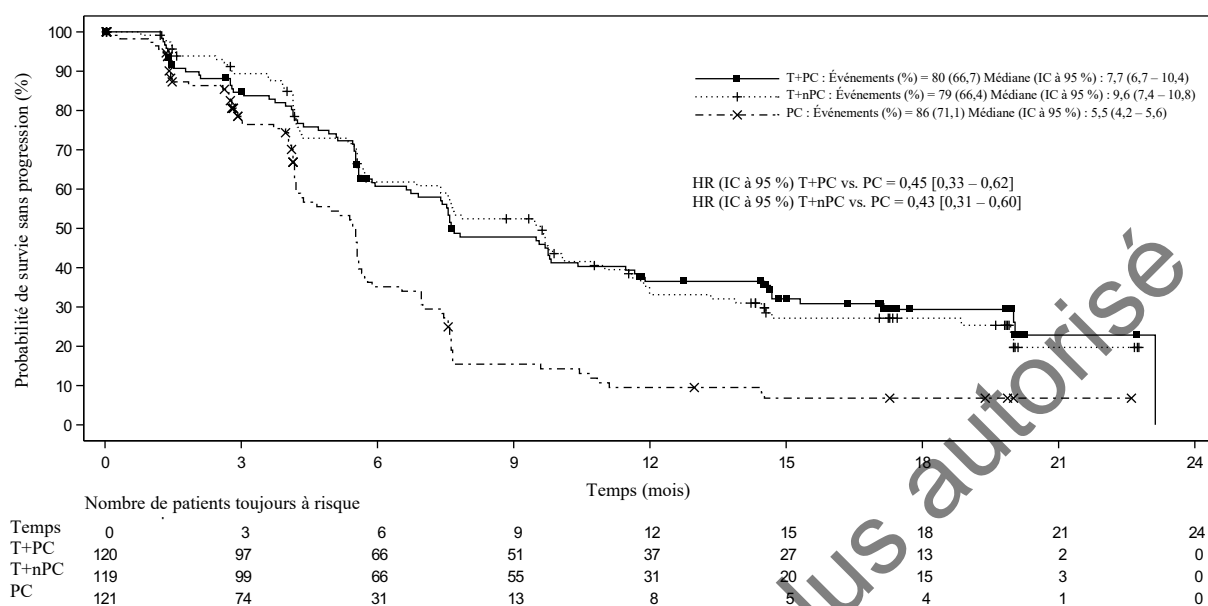 100
90
80
70
60
50
40
30
20
10
0
Probabilité de survie sans progression (%)
T+PC : Événements (%) = 80 (66,7) Médiane (IC à 95 %) : 7,7 (6,7 – 10,4)
T+nPC : Événements (%) = 79 (66,4) Médiane (IC à 95 %) : 9,6 (7,4 – 10,8)
PC : Événements (%) = 86 (71,1) Médiane (IC à 95 %) : 5,5 (4,2 – 5,6)
HR (IC à 95 %) T+PC vs. PC = 0,45 [0,33 – 0,62]
HR (IC à 95 %) T+nPC vs. PC = 0,43 [0,31 – 0,60]
0 3 6 9 12 15 18 21 24
Temps (mois)
Nombre de patients toujours à risque
Temps 0 3 6 9 12 15 18 21 24
T+PC 120 97 66 51 37 27 13 2 0
T+nPC 119 99 66 55 31 20 15 3 0
PC 121 74 31 13 8 5 4 1 0
lus autorisé